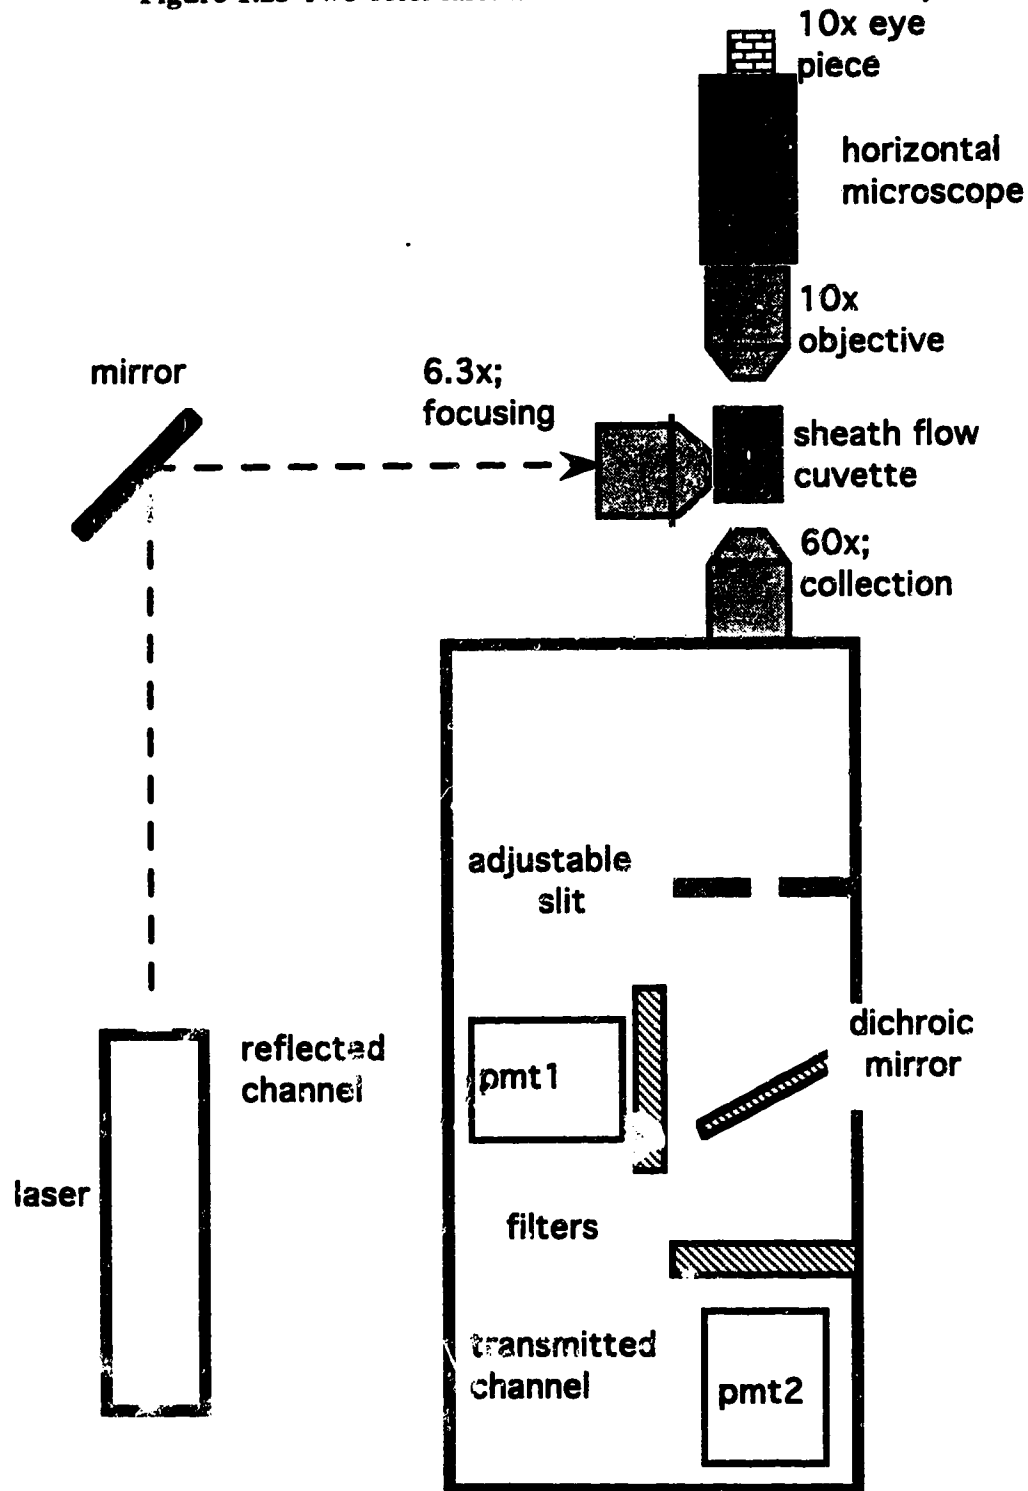 10x eye
piece
horizontal
microscope
10x
objective
mirror
6.3x;
focusing
sheath flow
cuvette
60x;
collection
adjustable
slit
dichroic
mirror
reflected
channel
pmt1
laser
filters
transmitted
channel
pmt2